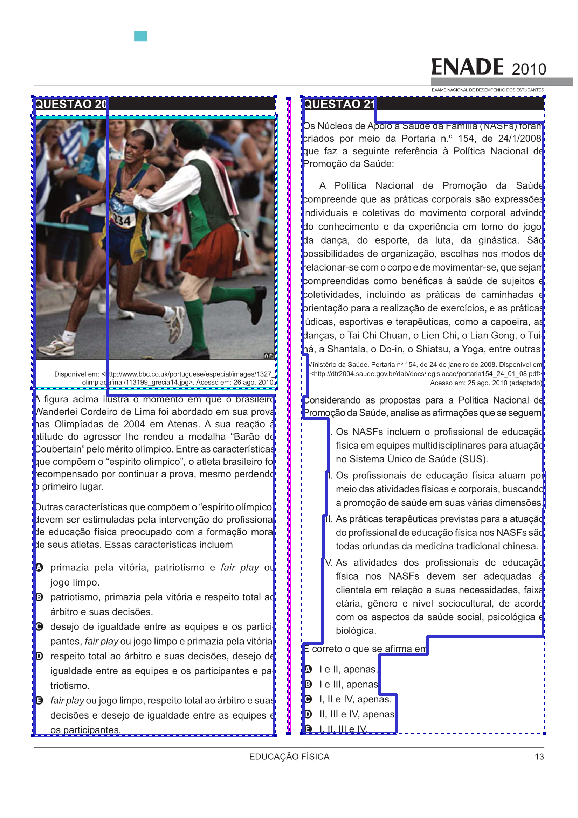 ENADE 2010
EXAME NACIONAL DE DESEMPENHO DOS ESTUDANTES
QUESTÃO 20
Disponível em: <http://www.bbc.co.uk/portuguese/especial/images/1327_
olimpiadafinal/113199_grecia14.jpg>. Acesso em: 26 ago. 2010.
A figura acima ilustra o momento em que o brasileiro
Wanderlei Cordeiro de Lima foi abordado em sua prova
nas Olimpíadas de 2004 em Atenas. A sua reação à
atitude do agressor lhe rendeu a medalha “Barão de
Coubertain” pelo mérito olímpico. Entre as características
que compõem o “espírito olímpico”, o atleta brasileiro foi
recompensado por continuar a prova, mesmo perdendo
o primeiro lugar.
Outras características que compõem o “espírito olímpico”
devem ser estimuladas pela intervenção do profissional
de educação física preocupado com a formação moral
de seus atletas. Essas características incluem
A primazia pela vitória, patriotismo e fair play ou
jogo limpo.
B patriotismo, primazia pela vitória e respeito total ao
árbitro e suas decisões.
C desejo de igualdade entre as equipes e os partici-
pantes, fair play ou jogo limpo e primazia pela vitória.
D respeito total ao árbitro e suas decisões, desejo de
igualdade entre as equipes e os participantes e pa-
triotismo.
E fair play ou jogo limpo, respeito total ao árbitro e suas
decisões e desejo de igualdade entre as equipes e
os participantes.
QUESTÃO 21
Os Núcleos de Apoio à Saúde da Família (NASFs) foram
criados por meio da Portaria n.º 154, de 24/1/2008,
que faz a seguinte referência à Política Nacional de
Promoção da Saúde:
A Política Nacional de Promoção da Saúde
compreende que as práticas corporais são expressões
individuais e coletivas do movimento corporal advindo
do conhecimento e da experiência em torno do jogo,
da dança, do esporte, da luta, da ginástica. São
possibilidades de organização, escolhas nos modos de
relacionar-se com o corpo e de movimentar-se, que sejam
compreendidas como benéficas à saúde de sujeitos e
coletividades, incluindo as práticas de caminhadas e
orientação para a realização de exercícios, e as práticas
lúdicas, esportivas e terapêuticas, como a capoeira, as
danças, o Tai Chi Chuan, o Lien Chi, o Lian Gong, o Tui-
ná, a Shantala, o Do-in, o Shiatsu, a Yoga, entre outras.
Ministério da Saúde. Portaria nº 154, de 24 de janeiro de 2008. Disponível em:
Acesso em: 25 ago. 2010 (adaptado).
Considerando as propostas para a Política Nacional de
Promoção da Saúde, analise as afirmações que se seguem.
I. Os NASFs incluem o profissional de educação
física em equipes multidisciplinares para atuação
no Sistema Único de Saúde (SUS).
II. Os profissionais de educação física atuam por
meio das atividades físicas e corporais, buscando
a promoção de saúde em suas várias dimensões.
III. As práticas terapêuticas previstas para a atuação
do profissional de educação física nos NASFs são
todas oriundas da medicina tradicional chinesa.
IV. As atividades dos profissionais de educação
física nos NASFs devem ser adequadas à
clientela em relação a suas necessidades, faixa
etária, gênero e nível sociocultural, de acordo
com os aspectos da saúde social, psicológica e
biológica.
É correto o que se afirma em
A I e II, apenas.
B I e III, apenas.
C I, II e IV, apenas.
D II, III e IV, apenas.
E I, II, III e IV.
EDUCAÇÃO FÍSICA
13